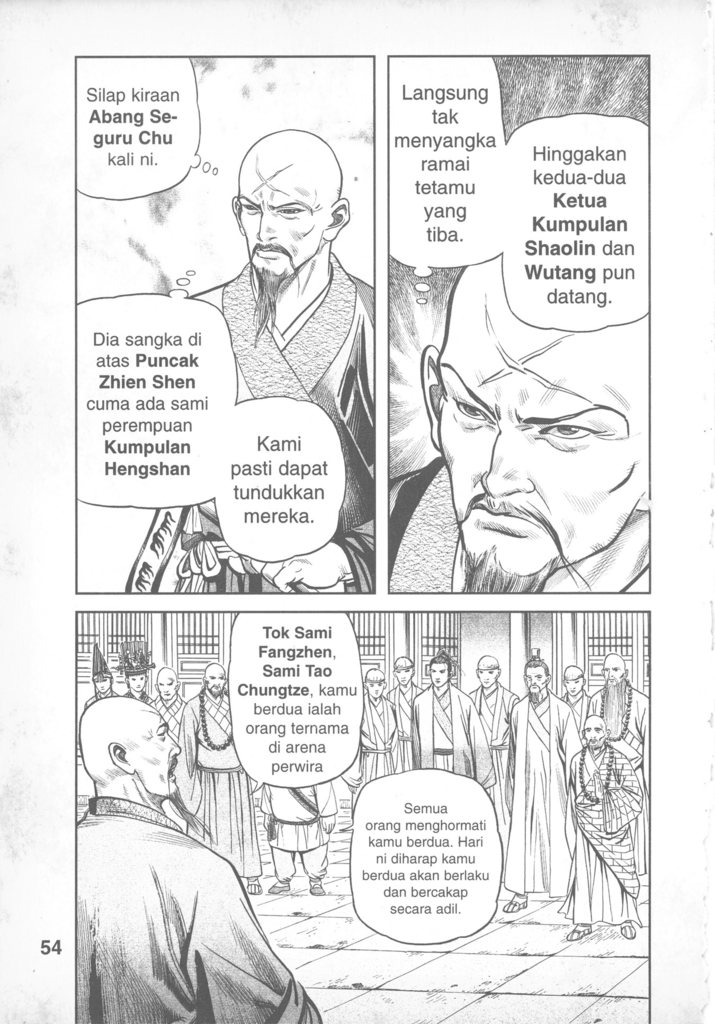 Silap kiraan
Abang Se-
guru Chu
kali ni.
Dia sangka di
atas Puncak
Zhien Shen
cuma ada sami
perempuan
Kumpulan
Hengshan
Kami
pasti dapat
tundukkan
mereka.
Langsung
tak
menyangka
ramai
tetamu
yang
tiba.
Hinggakan
kedua-dua
Ketua
Kumpulan
Shaolin dan
Wutang pun
datang.
Tok Sami
Fangzhen,
Sami Tao
Chungtze, kamu
berdua ialah
orang ternama
di arena
perwira
Semua
orang menghormati
kamu berdua. Hari
ni diharap kamu
berdua akan berlaku
dan bercakap
secara adil.
54